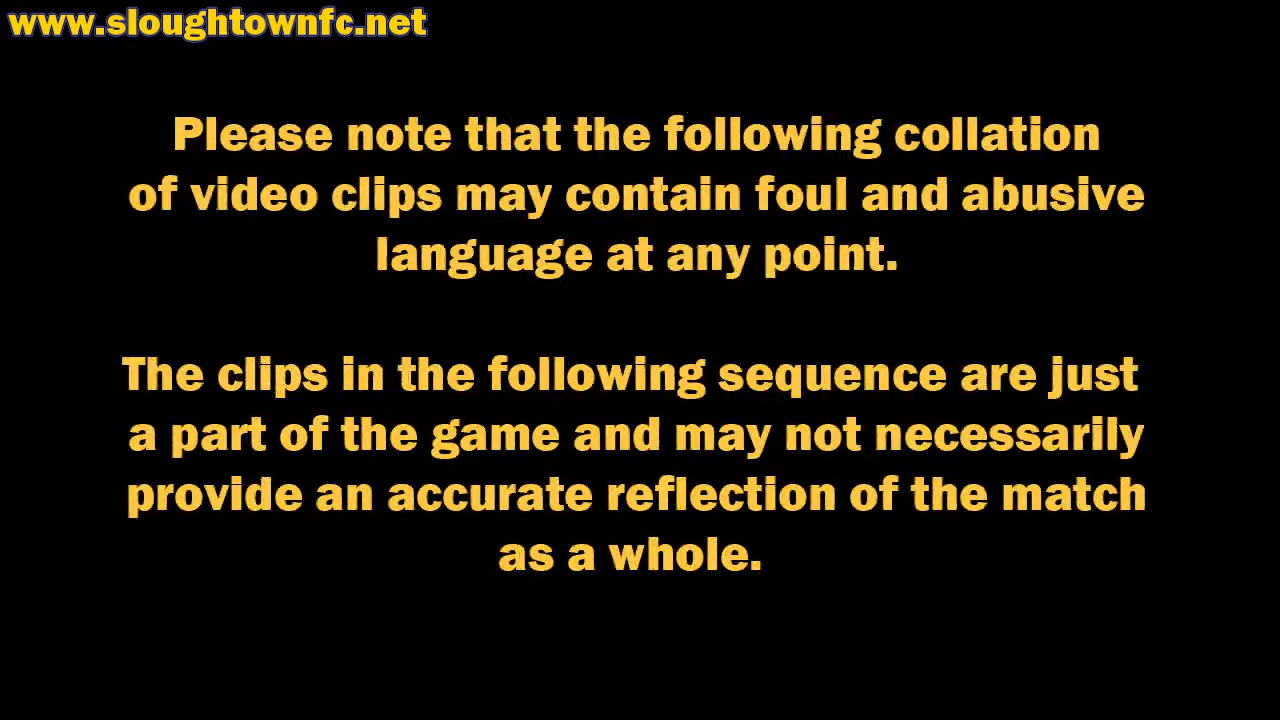 www.sloughtownfc.net
Please note that the following collation
of video clips may contain foul and abusive
language at any point.
The clips in the following sequence are just
a part of the game and may not necessarily
provide an accurate reflection of the match
as a whole.